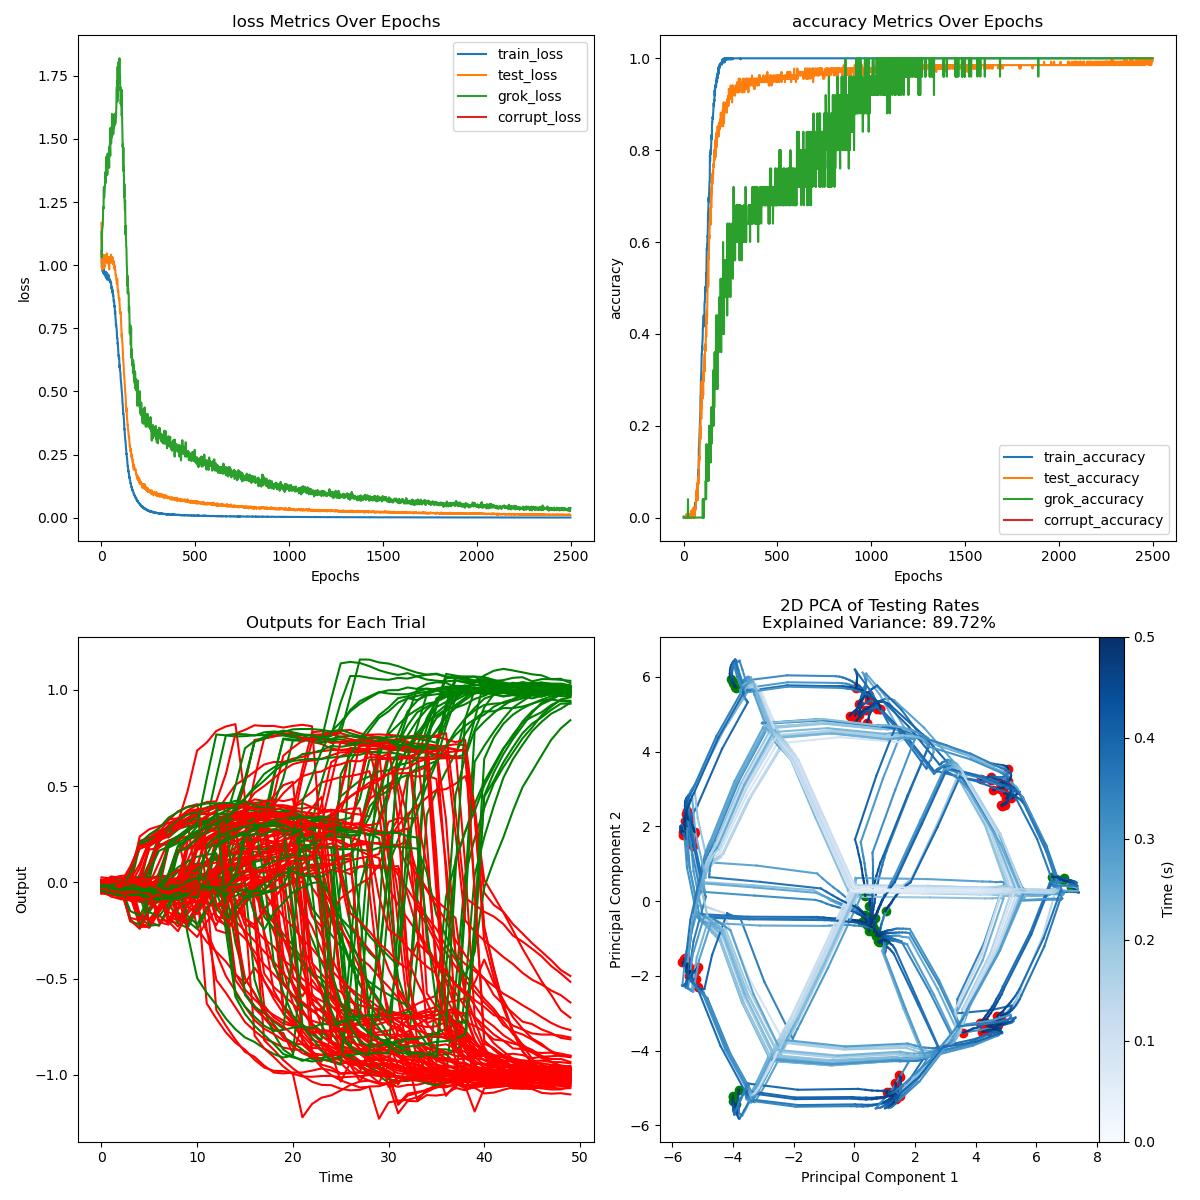 loss Metrics Over Epochs
1.75
1.50
1.25
1.00
0.75
0.50
0.25
0.00
loss
0 500 1000 1500 2000 2500
Epochs
train_loss
test_loss
grok_loss
corrupt_loss
accuracy Metrics Over Epochs
1.0
0.8
0.6
0.4
0.2
0.0
accuracy
0 500 1000 1500 2000 2500
Epochs
train_accuracy
test_accuracy
grok_accuracy
corrupt_accuracy
Outputs for Each Trial
1.0
0.5
0.0
−0.5
−1.0
Output
0 10 20 30 40 50
Time
2D PCA of Testing Rates
Explained Variance: 89.72%
6
4
2
0
−2
−4
−6
Principal Component 2
−6 −4 −2 0 2 4 6 8
Principal Component 1
0.5
0.4
0.3
0.2
0.1
0.0
Time (s)